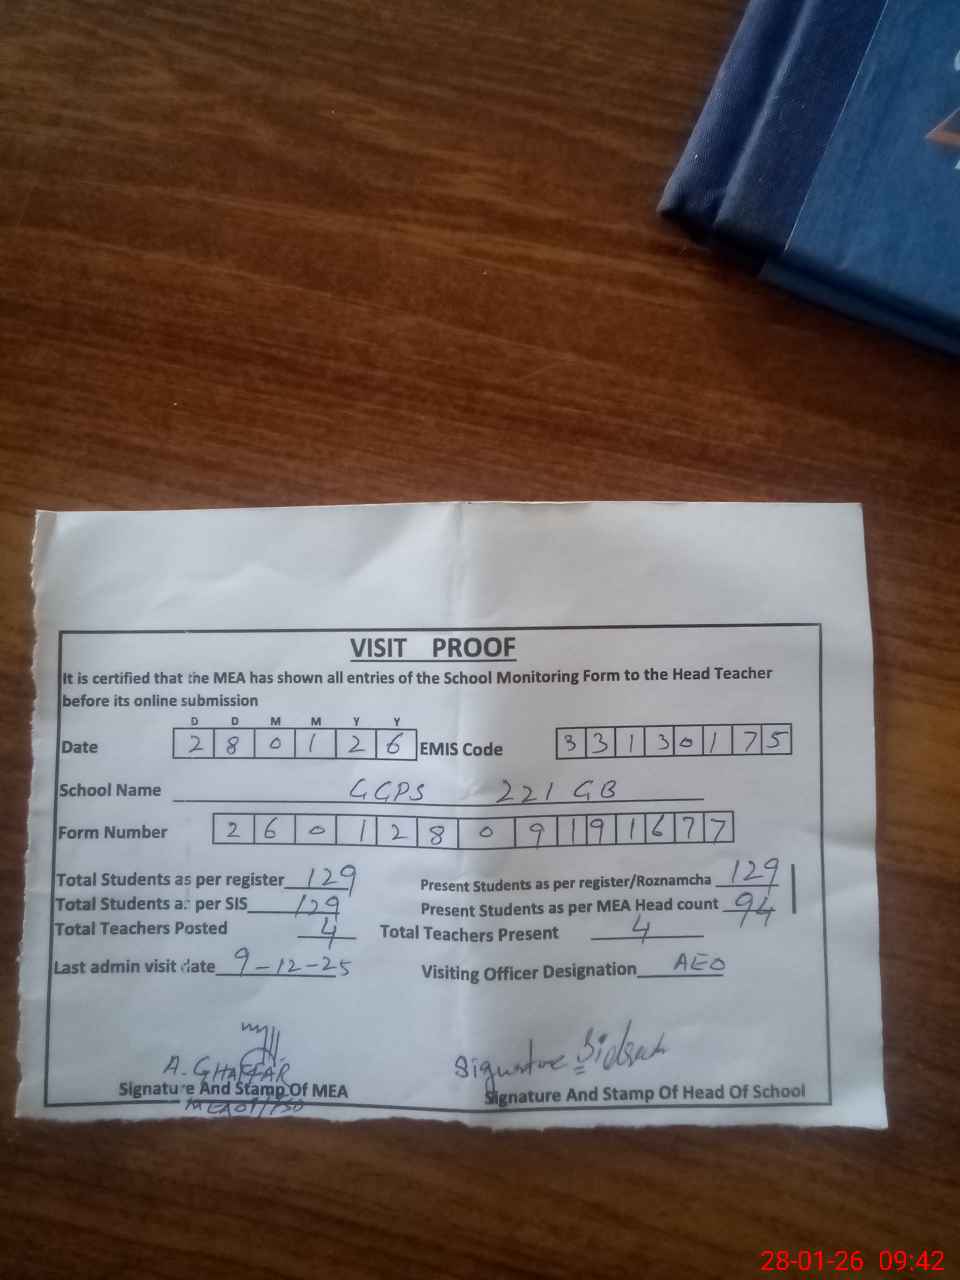 VISIT PROOF
It is certified that the MEA has shown all entries of the School Monitoring Form to the Head Teacher
before its online submission
D D M M Y Y
Date 2 8 0 1 2 6 EMIS Code 3 3 1 3 0 1 7 5
School Name GGPS 221 GB
Form Number 2 6 0 1 2 8 0 9 1 9 1 6 7 7
Total Students as per register 129 Present Students as per register/Roznamcha 129
Total Students as per SIS 129 Present Students as per MEA Head count 94
Total Teachers Posted 4 Total Teachers Present 4
Last admin visit date 9-12-25 Visiting Officer Designation AEO
A. GHAFFAR Signature
Signature And Stamp Of MEA Signature And Stamp Of Head Of School
28-01-26 09:42